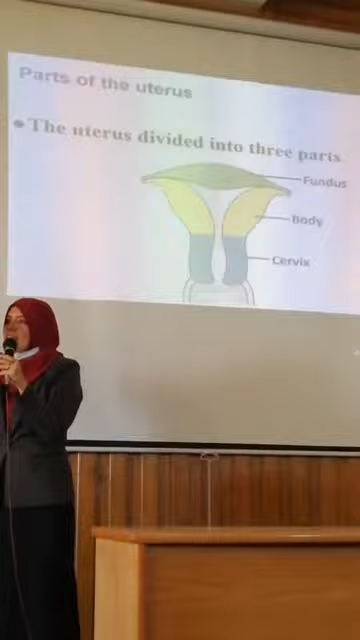 Parts of the uterus
• The uterus divided into three parts
Fundus
Body
Cervix